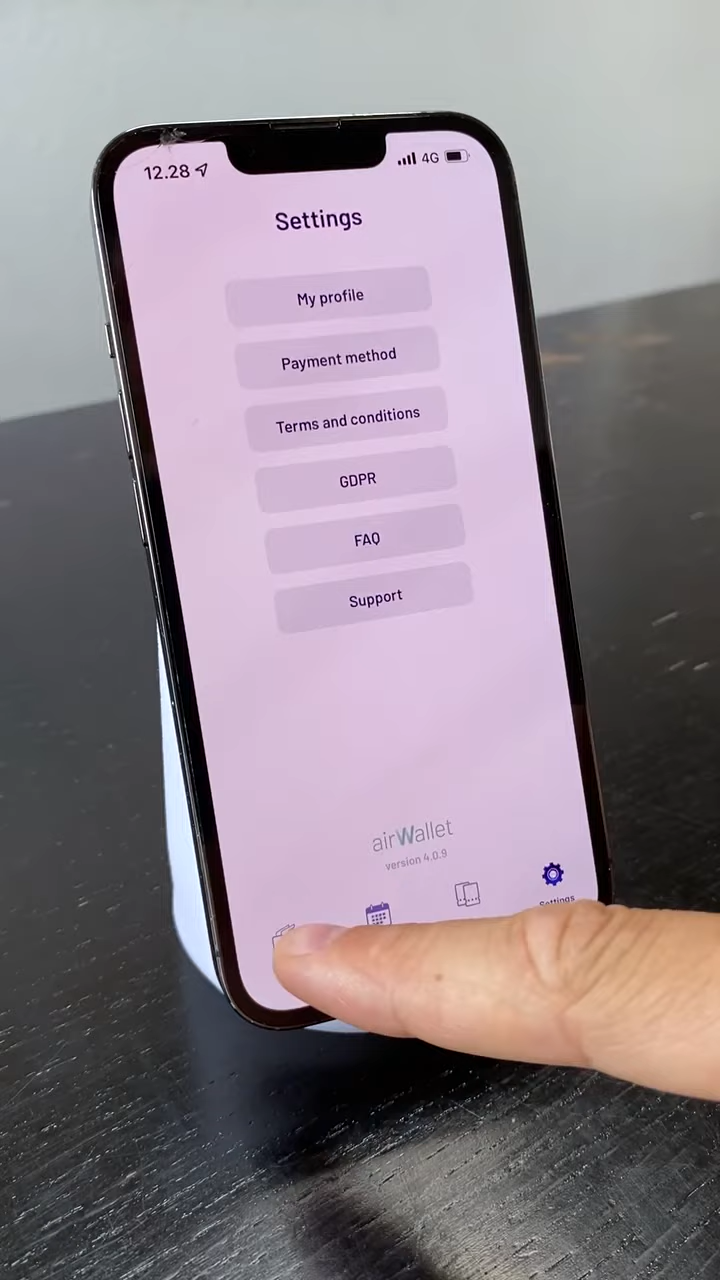 12.28
4G
Settings
My profile
Payment method
Terms and conditions
GDPR
FAQ
Support
airWallet
version 4.0.9
Settings